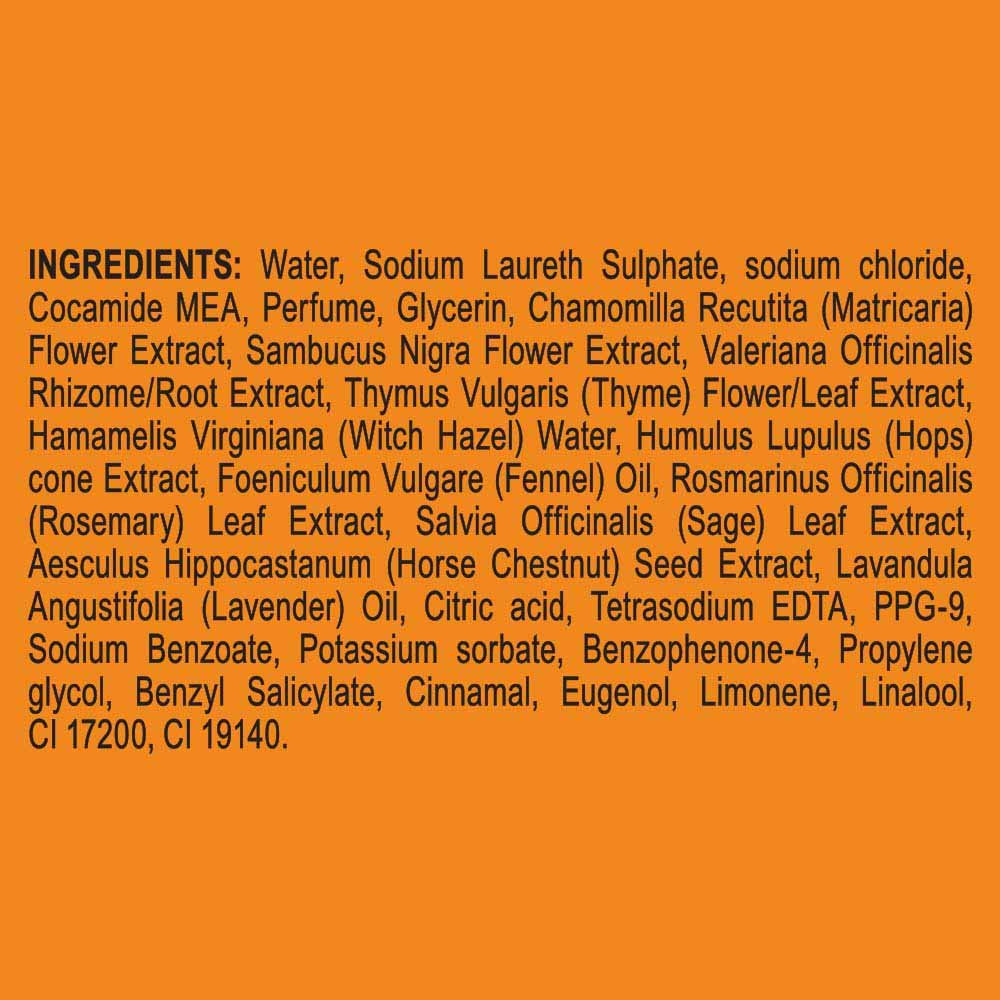 INGREDIENTS: Water, Sodium Laureth Sulphate, sodium chloride,
Cocamide MEA, Perfume, Glycerin, Chamomilla Recutita (Matricaria)
Flower Extract, Sambucus Nigra Flower Extract, Valeriana Officinalis
Rhizome/Root Extract, Thymus Vulgaris (Thyme) Flower/Leaf Extract,
Hamamelis Virginiana (Witch Hazel) Water, Humulus Lupulus (Hops)
cone Extract, Foeniculum Vulgare (Fennel) Oil, Rosmarinus Officinalis
(Rosemary) Leaf Extract, Salvia Officinalis (Sage) Leaf Extract,
Aesculus Hippocastanum (Horse Chestnut) Seed Extract, Lavandula
Angustifolia (Lavender) Oil, Citric acid, Tetrasodium EDTA, PPG-9,
Sodium Benzoate, Potassium sorbate, Benzophenone-4, Propylene
glycol, Benzyl Salicylate, Cinnamal, Eugenol, Limonene, Linalool,
CI 17200, CI 19140.